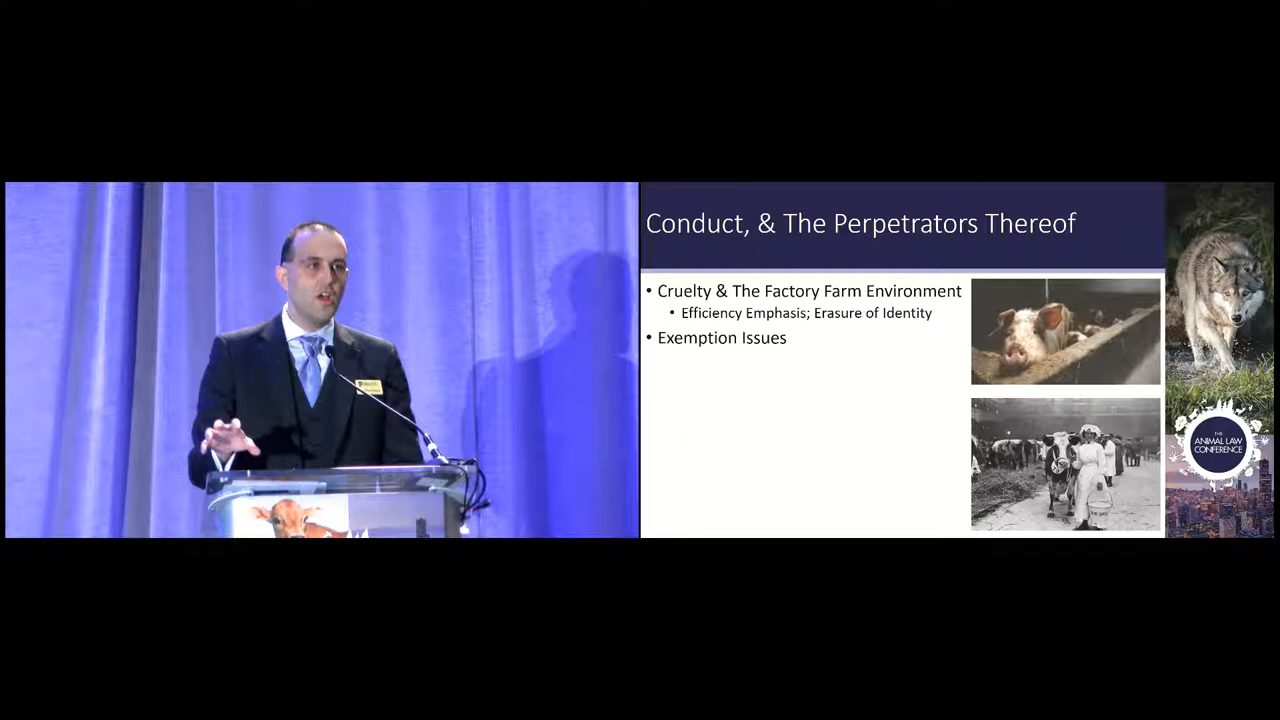 Conduct, & The Perpetrators Thereof
• Cruelty & The Factory Farm Environment
• Efficiency Emphasis; Erasure of Identity
• Exemption Issues
THE
ANIMAL LAW
CONFERENCE